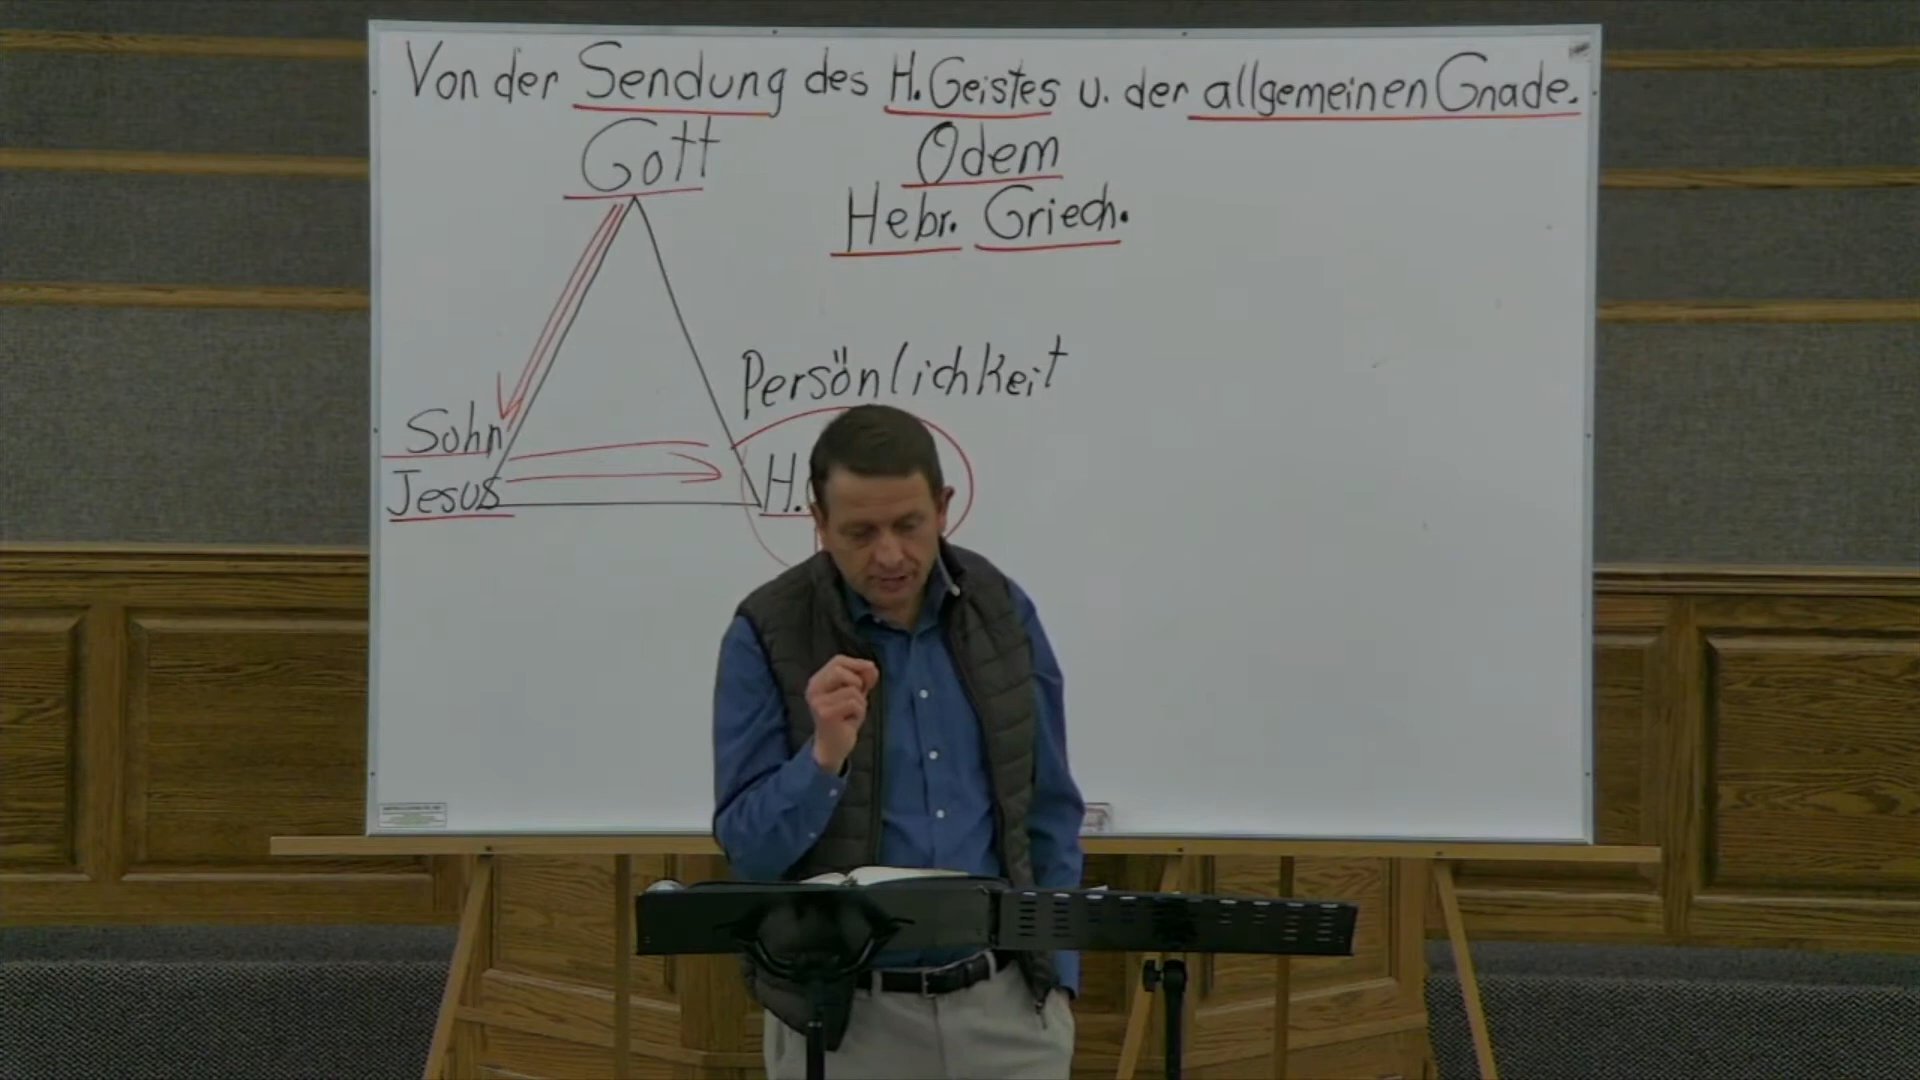 Von der Sendung des H. Geistes u. der allgemeinen Gnade.
Gott
Odem
Hebr. Griech.
Persönlichkeit
Sohn
Jesus
H.